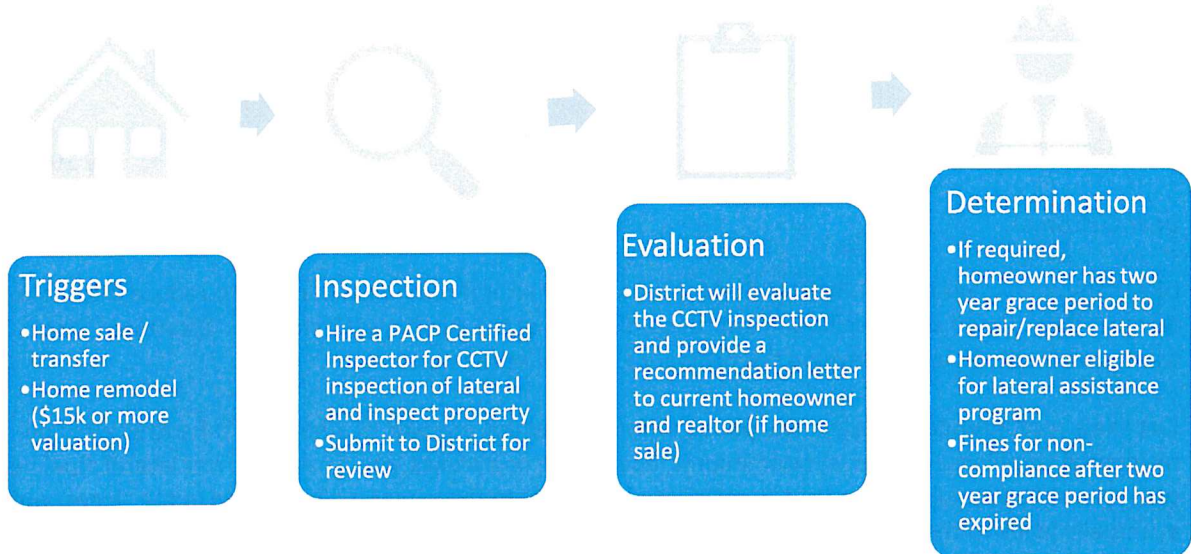 Triggers
•Home sale /
transfer
•Home remodel
($15k or more
valuation)
Inspection
•Hire a PACP Certified
Inspector for CCTV
inspection of lateral
and inspect property
•Submit to District for
review
Evaluation
•District will evaluate
the CCTV inspection
and provide a
recommendation letter
to current homeowner
and realtor (if home
sale)
Determination
•If required,
homeowner has two
year grace period to
repair/replace lateral
•Homeowner eligible
for lateral assistance
program
•Fines for non-
compliance after two
year grace period has
expired